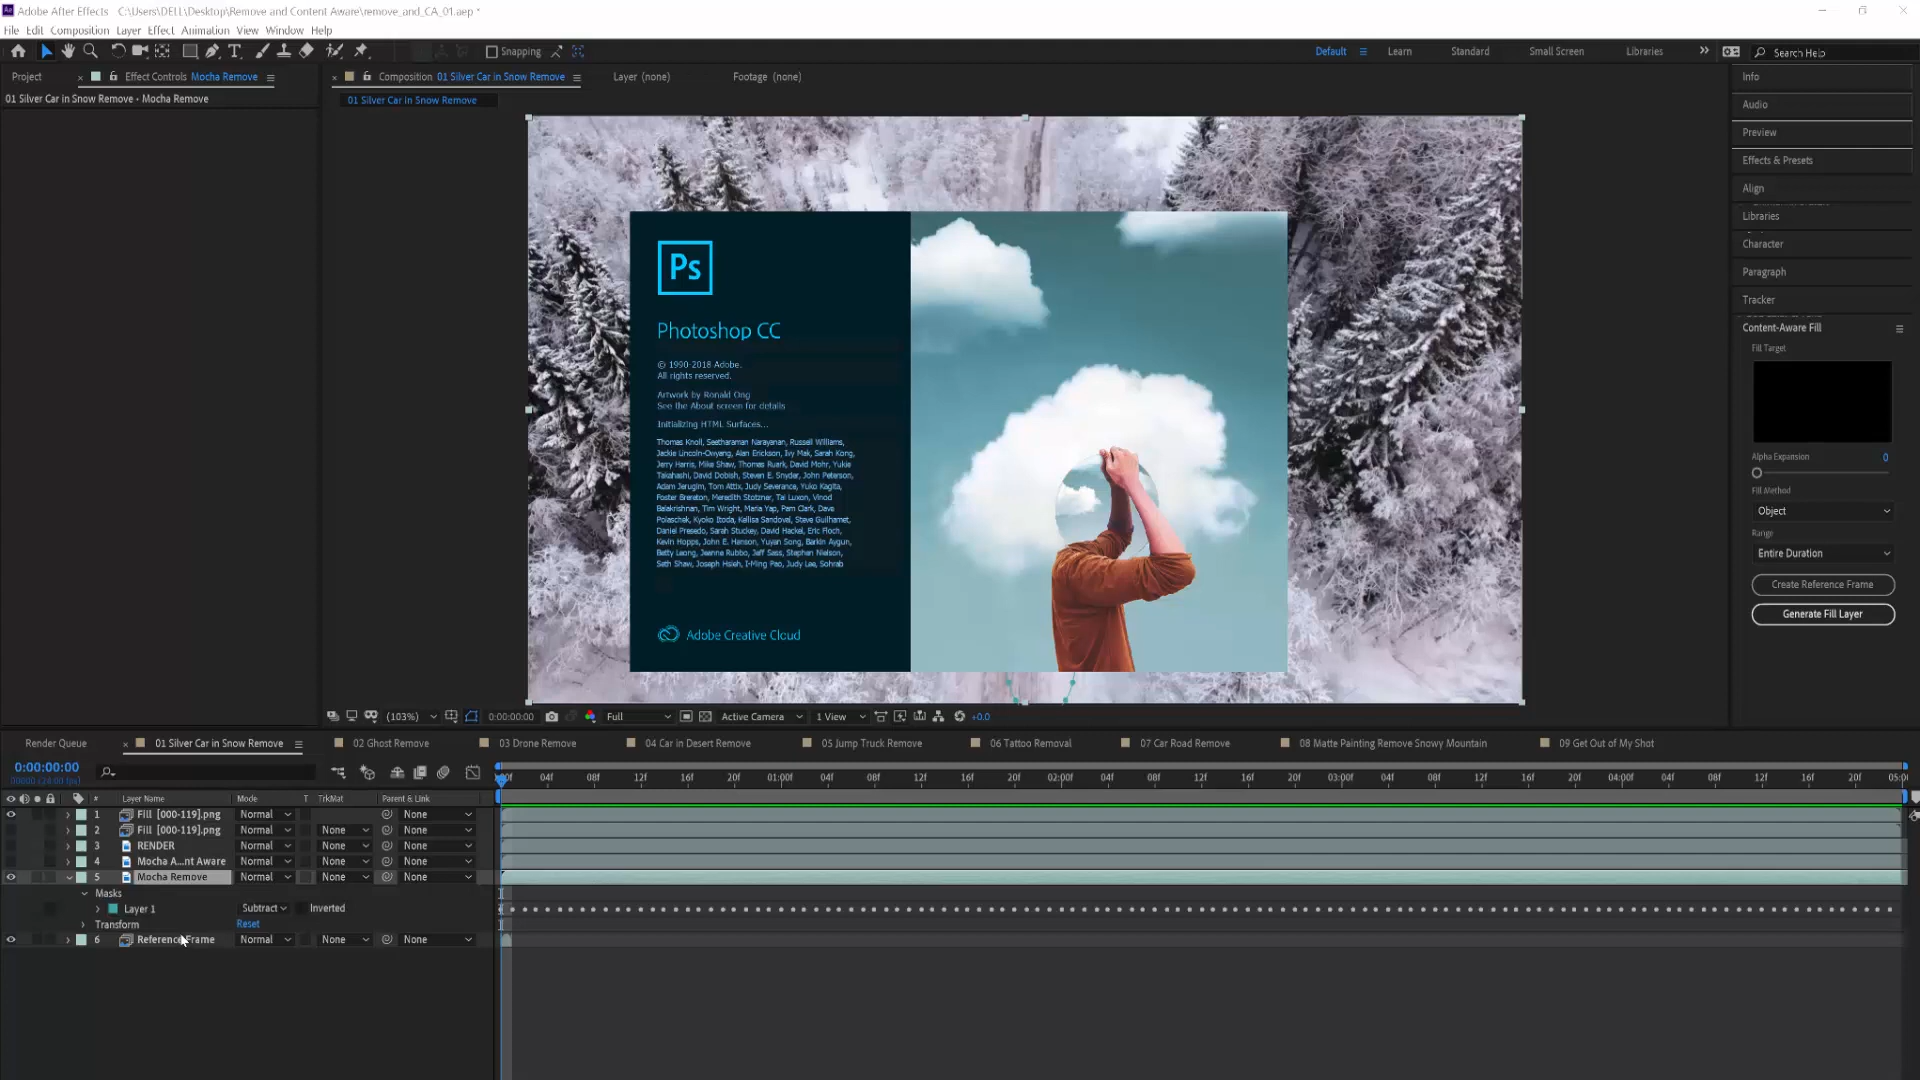 Adobe After Effects C:\Users\DELL\Desktop\Remove and Content Aware\remove_and_CA_01.aep *
File Edit Composition Layer Effect Animation View Window Help
Snapping
Default
Learn
Standard
Small Screen
Libraries
Search Help
Project
Effect Controls Mocha Remove
Composition 01 Silver Car in Snow Remove
Layer (none)
Footage (none)
01 Silver Car in Snow Remove • Mocha Remove
01 Silver Car in Snow Remove
Ps
Photoshop CC
© 1990-2018 Adobe.
All rights reserved.
Artwork by Ronald Ong
See the About screen for details
Initializing HTML Surfaces...
Thomas Knoll, Seetharaman Narayanan, Russell Williams,
Jackie Lincoln-Owyang, Alan Erickson, Ivy Mak, Sarah Kong,
Jerry Harris, Mike Shaw, Thomas Ruark, David Mohr, Yukie
Takahashi, David Dobish, Steven E. Snyder, John Peterson,
Adam Jerugim, Tom Attix, Judy Severance, Yuko Kagita,
Foster Brereton, Meredith Stotzner, Tai Luxon, Vinod
Balakrishnan, Tim Wright, Maria Yap, Pam Clark, Dave
Polaschek, Kyoko Itoda, Kellisa Sandoval, Steve Guilhamet,
Daniel Presedo, Sarah Stuckey, David Hackel, Eric Floch,
Kevin Hopps, John E. Hanson, Yuyan Song, Barkin Aygun,
Betty Leong, Jeanne Rubbo, Jeff Sass, Stephen Nielson,
Seth Shaw, Joseph Hsieh, I-Ming Pao, Judy Lee, Sohrab
Adobe Creative Cloud
Info
Audio
Preview
Effects & Presets
Align
Libraries
Character
Paragraph
Tracker
Content-Aware Fill
Fill Target
Alpha Expansion 0
Fill Method
Object
Range
Entire Duration
Create Reference Frame
Generate Fill Layer
(103%) 0:00:00:00 Full Active Camera 1 View +0.0
Render Queue
01 Silver Car in Snow Remove
02 Ghost Remove
03 Drone Remove
04 Car in Desert Remove
05 Jump Truck Remove
06 Tattoo Removal
07 Car Road Remove
08 Matte Painting Remove Snowy Mountain
09 Get Out of My Shot
0:00:00:00
00000 (24.00 fps)
:00f 04f 08f 12f 16f 20f 01:00f 04f 08f 12f 16f 20f 02:00f 04f 08f 12f 16f 20f 03:00f 04f 08f 12f 16f 20f 04:00f 04f 08f 12f 16f 20f 05:0
# Layer Name Mode T TrkMat Parent & Link
1 Fill [000-119].png Normal None
2 Fill [000-119].png Normal None None
3 RENDER Normal None None
4 Mocha A...nt Aware Normal None None
5 Mocha Remove Normal None None
Masks
Layer 1 Subtract Inverted
Transform Reset
6 Reference Frame Normal None None